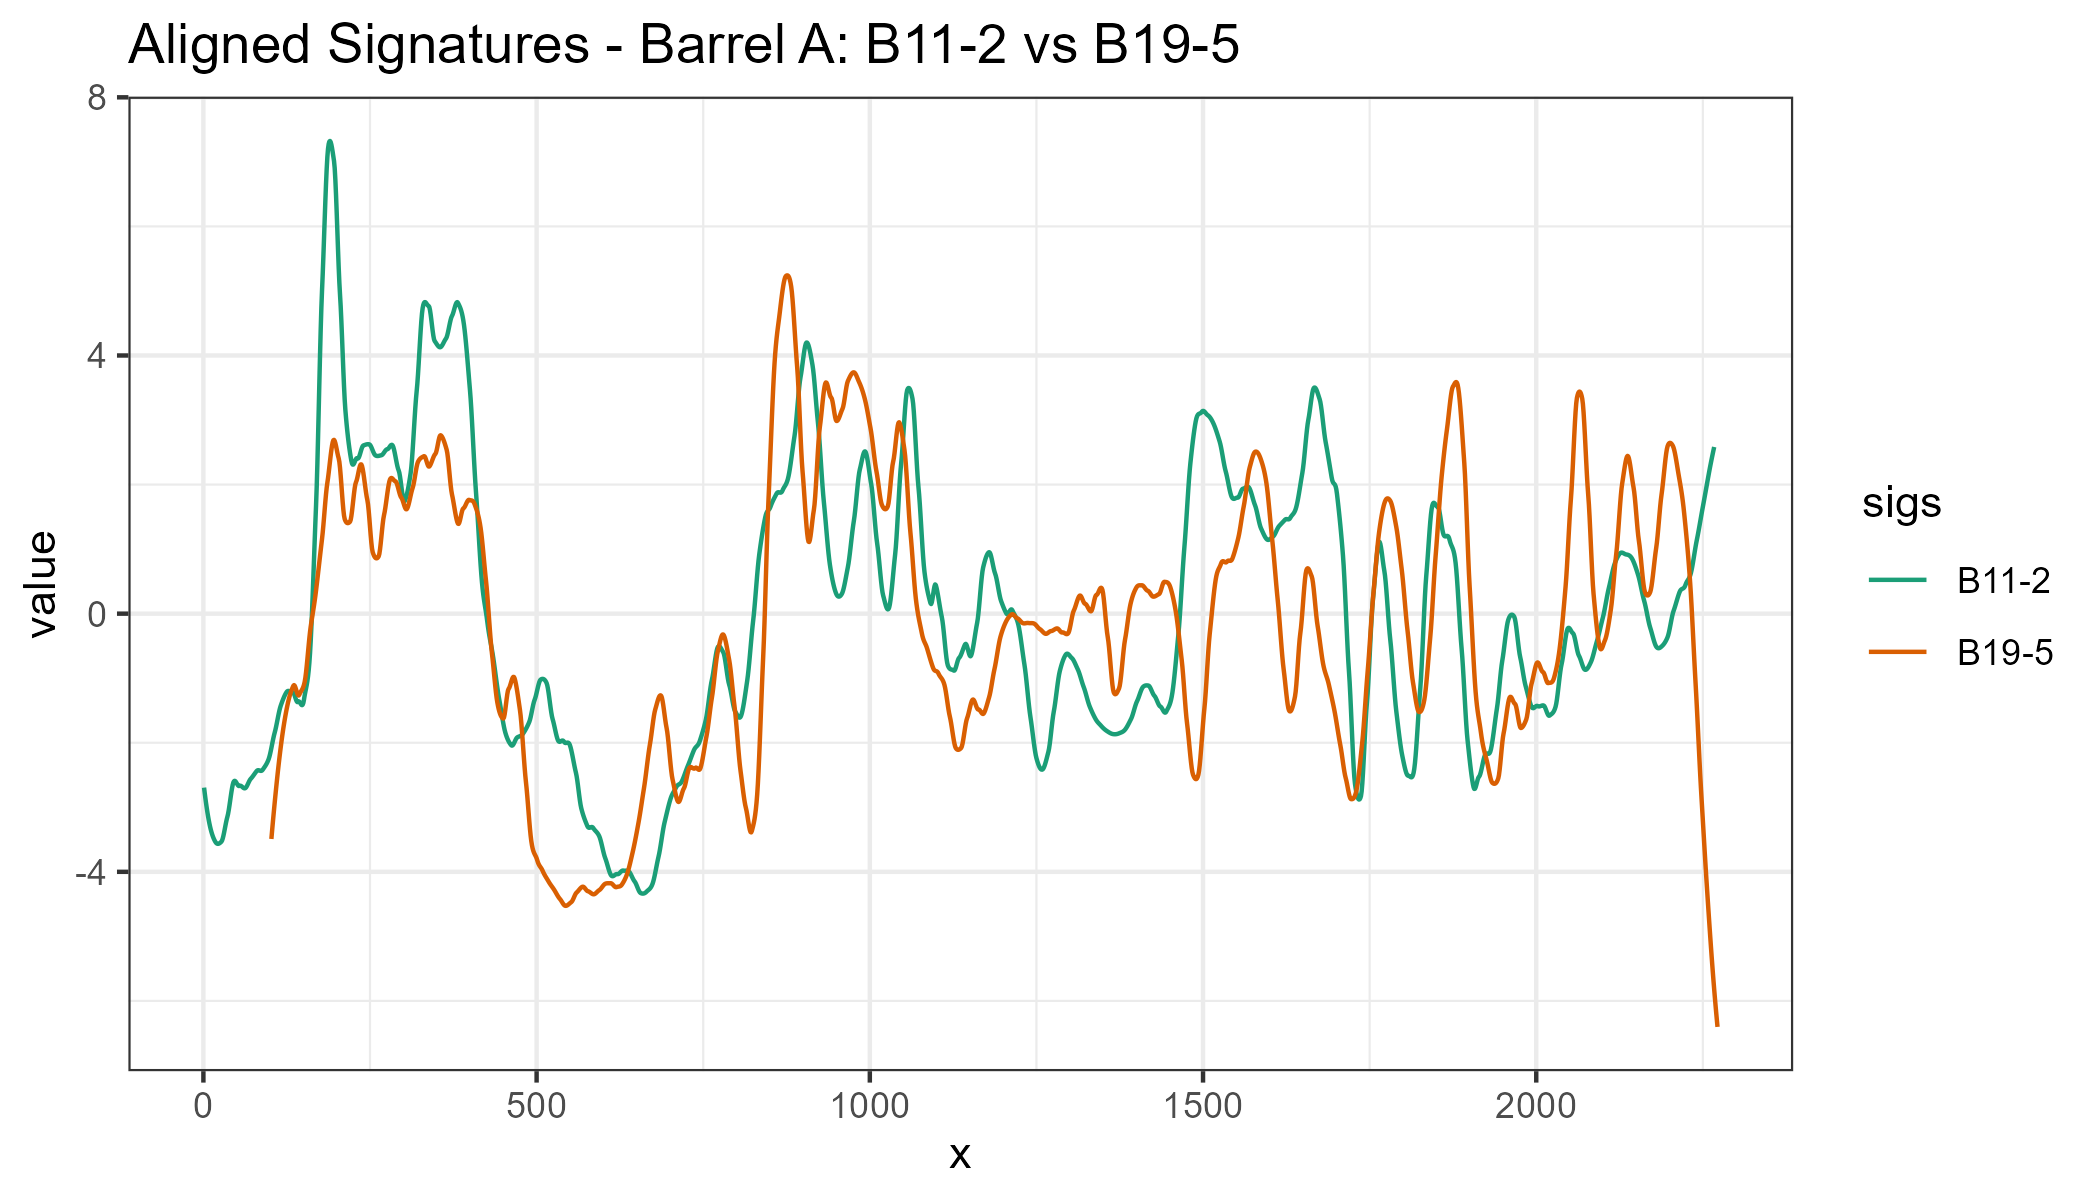 Aligned Signatures - Barrel A: B11-2 vs B19-5
8
4
0
-4
value
0 500 1000 1500 2000
x
sigs
B11-2
B19-5